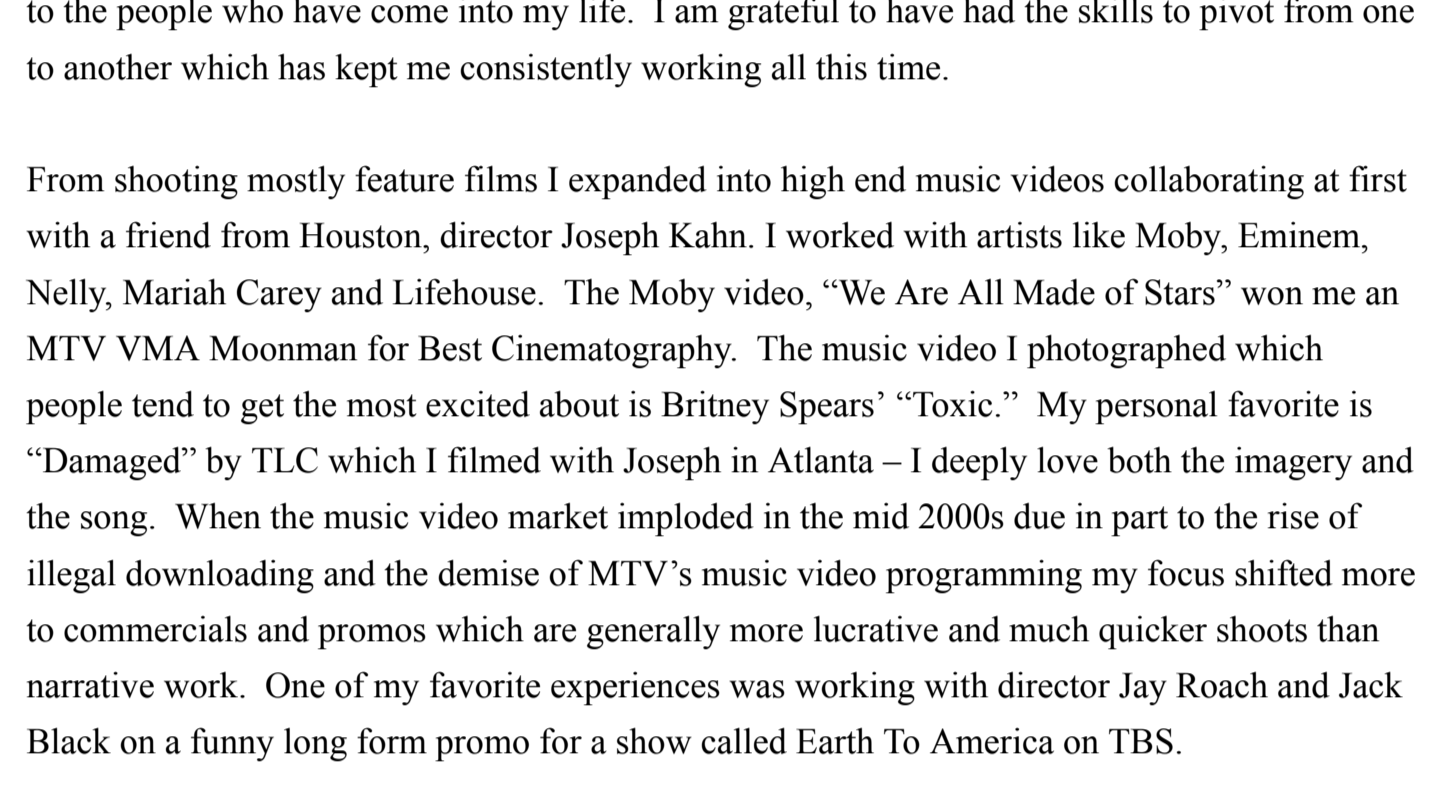 to the people who have come into my life.  I am grateful to have had the skills to pivot from one
to another which has kept me consistently working all this time.
From shooting mostly feature films I expanded into high end music videos collaborating at first
with a friend from Houston, director Joseph Kahn. I worked with artists like Moby, Eminem,
Nelly, Mariah Carey and Lifehouse.  The Moby video, “We Are All Made of Stars” won me an
MTV VMA Moonman for Best Cinematography.  The music video I photographed which
people tend to get the most excited about is Britney Spears’ “Toxic.”  My personal favorite is
“Damaged” by TLC which I filmed with Joseph in Atlanta – I deeply love both the imagery and
the song.  When the music video market imploded in the mid 2000s due in part to the rise of
illegal downloading and the demise of MTV’s music video programming my focus shifted more
to commercials and promos which are generally more lucrative and much quicker shoots than
narrative work.  One of my favorite experiences was working with director Jay Roach and Jack
Black on a funny long form promo for a show called Earth To America on TBS.